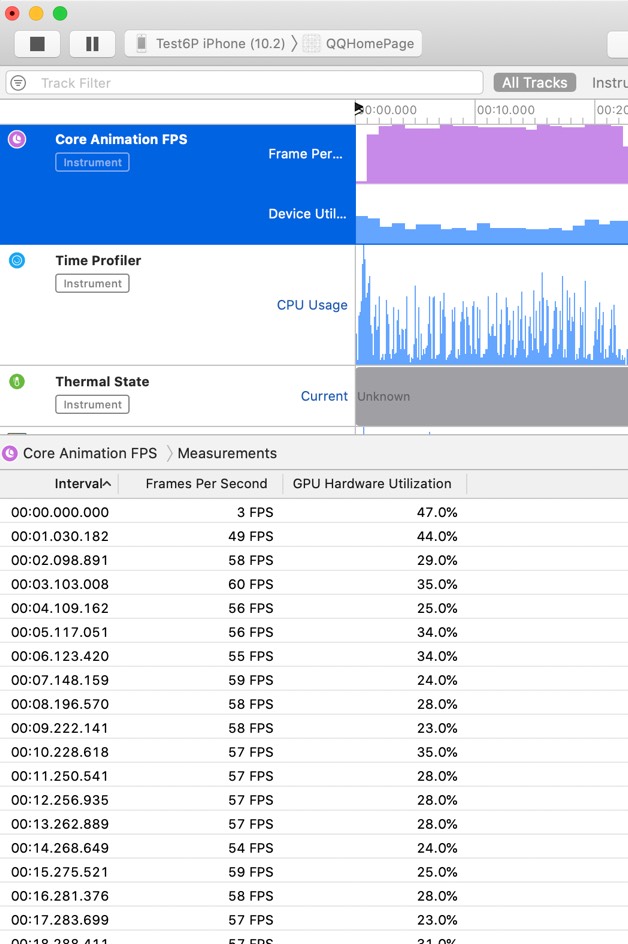 Test6P iPhone (10.2) 〉 QQHomePage
Track Filter
All Tracks Instru
00:00.000 00:10.000 00:20
Core Animation FPS
Instrument
Frame Per...
Device Util...
Time Profiler
Instrument
CPU Usage
Thermal State
Instrument
Current
Unknown
Core Animation FPS 〉 Measurements
Interval Frames Per Second GPU Hardware Utilization
00:00.000.000 3 FPS 47.0%
00:01.030.182 49 FPS 44.0%
00:02.098.891 58 FPS 29.0%
00:03.103.008 60 FPS 35.0%
00:04.109.162 56 FPS 25.0%
00:05.117.051 56 FPS 34.0%
00:06.123.420 55 FPS 34.0%
00:07.148.159 59 FPS 24.0%
00:08.196.570 58 FPS 28.0%
00:09.222.141 58 FPS 23.0%
00:10.228.618 57 FPS 35.0%
00:11.250.541 57 FPS 28.0%
00:12.256.935 57 FPS 28.0%
00:13.262.889 57 FPS 28.0%
00:14.268.649 54 FPS 24.0%
00:15.275.521 59 FPS 25.0%
00:16.281.376 58 FPS 28.0%
00:17.283.699 57 FPS 23.0%
00:18.288.411 57 FPS 31.0%